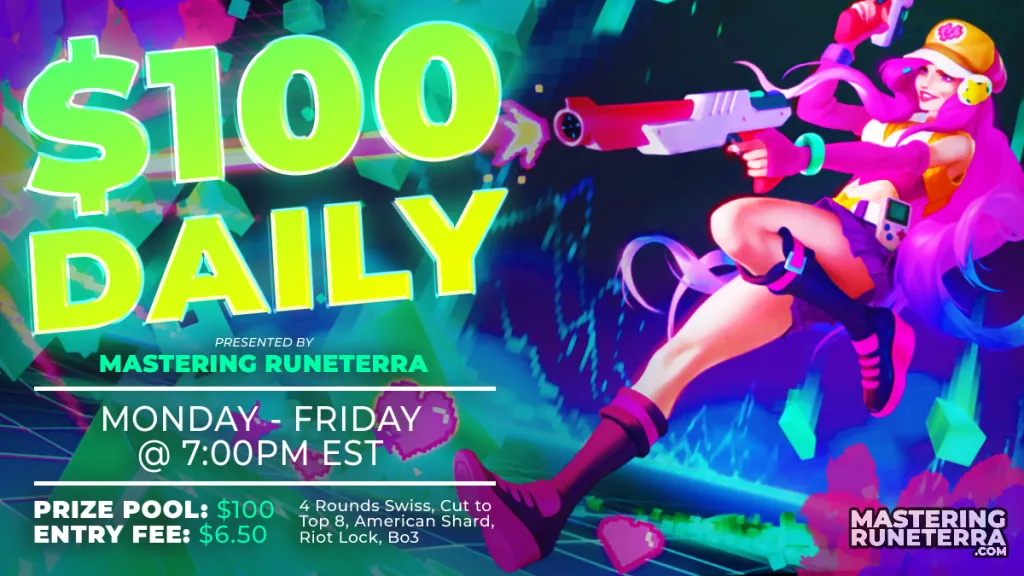 $100
DAILY
PRESENTED BY
MASTERING RUNETERRA
MONDAY - FRIDAY
@ 7:00PM EST
PRIZE POOL: $100
ENTRY FEE: $6.50
4 Rounds Swiss, Cut to
Top 8, American Shard,
Riot Lock, Bo3
MASTERING
RUNETERRA
.COM